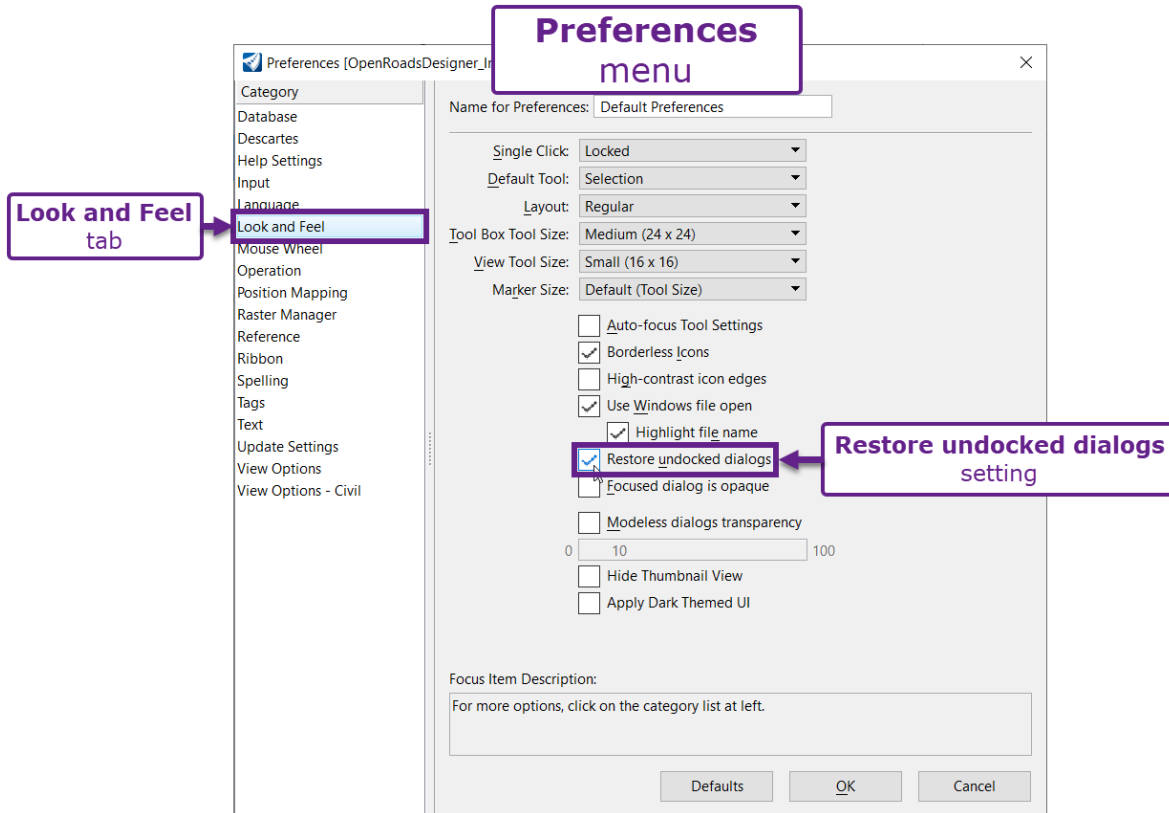 Preferences
menu
Preferences [OpenRoadsDesigner_In
Category
Database
Descartes
Help Settings
Input
Language
Look and Feel
Mouse Wheel
Operation
Position Mapping
Raster Manager
Reference
Ribbon
Spelling
Tags
Text
Update Settings
View Options
View Options - Civil
Look and Feel
tab
Name for Preferences: Default Preferences
Single Click: Locked
Default Tool: Selection
Layout: Regular
Tool Box Tool Size: Medium (24 x 24)
View Tool Size: Small (16 x 16)
Marker Size: Default (Tool Size)
Auto-focus Tool Settings
Borderless Icons
High-contrast icon edges
Use Windows file open
Highlight file name
Restore undocked dialogs
Focused dialog is opaque
Modeless dialogs transparency
0 10 100
Hide Thumbnail View
Apply Dark Themed UI
Restore undocked dialogs
setting
Focus Item Description:
For more options, click on the category list at left.
Defaults OK Cancel